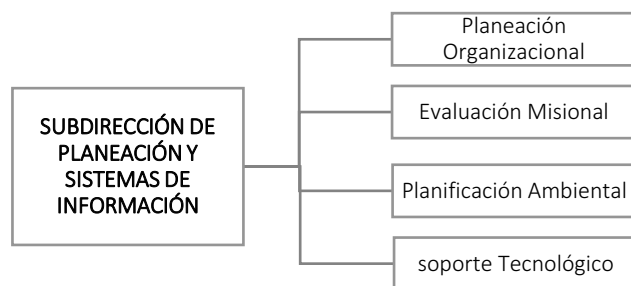 Planeación
Organizacional
SUBDIRECCIÓN DE
PLANEACIÓN Y
SISTEMAS DE
INFORMACIÓN
Evaluación Misional
Planificación Ambiental
soporte Tecnológico